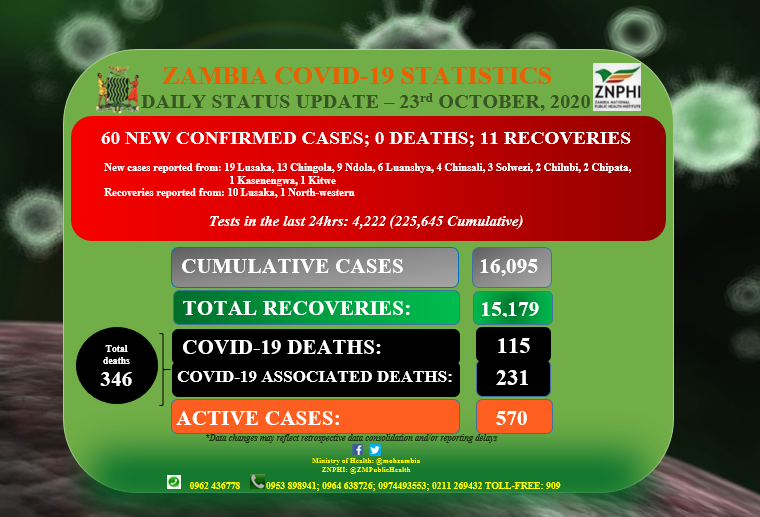 ZAMBIA COVID-19 STATISTICS
DAILY STATUS UPDATE – 23rd OCTOBER, 2020
ZNPHI
ZAMBIA NATIONAL
PUBLIC HEALTH INSTITUTE
60 NEW CONFIRMED CASES; 0 DEATHS; 11 RECOVERIES
New cases reported from: 19 Lusaka, 13 Chingola, 9 Ndola, 6 Luanshya, 4 Chinsali, 3 Solwezi, 2 Chilubi, 2 Chipata,
1 Kasenengwa, 1 Kitwe
Recoveries reported from: 10 Lusaka, 1 North-western
Tests in the last 24hrs: 4,222 (225,645 Cumulative)
CUMULATIVE CASES 16,095
TOTAL RECOVERIES: 15,179
Total
deaths
346
COVID-19 DEATHS: 115
COVID-19 ASSOCIATED DEATHS: 231
ACTIVE CASES: 570
*Data changes may reflect retrospective data consolidation and/or reporting delays
Ministry of Health: @mohzambia
ZNPHI: @ZMPublicHealth
0962 436778 0953 898941; 0964 638726; 0974493553; 0211 269432 TOLL-FREE: 909